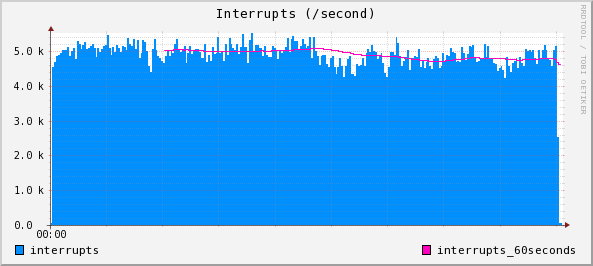 Interrupts (/second)
RRDTOOL / TOBI OETIKER
5.0 k
4.0 k
3.0 k
2.0 k
1.0 k
0.0
00:00
interrupts
interrupts_60seconds